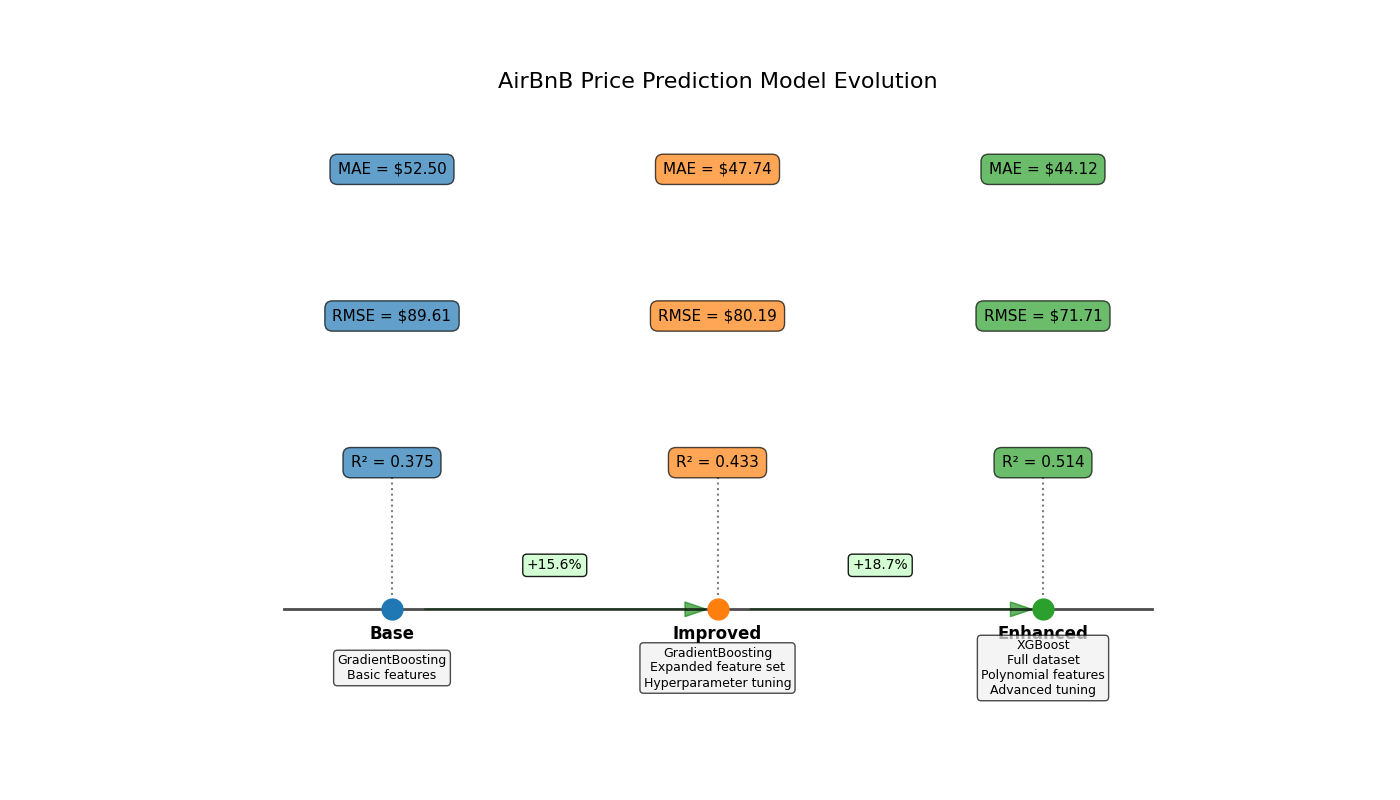 AirBnB Price Prediction Model Evolution
MAE = $52.50
MAE = $47.74
MAE = $44.12
RMSE = $89.61
RMSE = $80.19
RMSE = $71.71
R² = 0.375
R² = 0.433
R² = 0.514
+15.6%
+18.7%
Base
Improved
Enhanced
GradientBoosting
Basic features
GradientBoosting
Expanded feature set
Hyperparameter tuning
XGBoost
Full dataset
Polynomial features
Advanced tuning